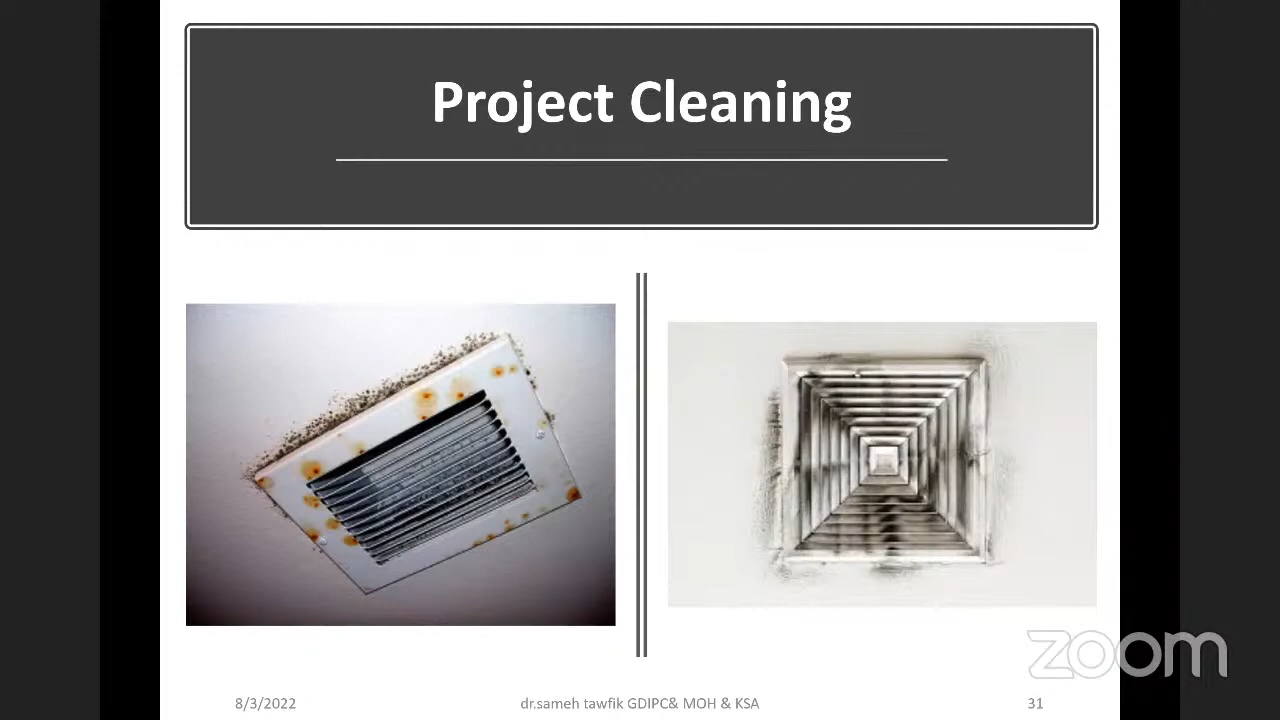 Project Cleaning
zoom
8/3/2022
dr.sameh tawfik GDIPC& MOH & KSA
31